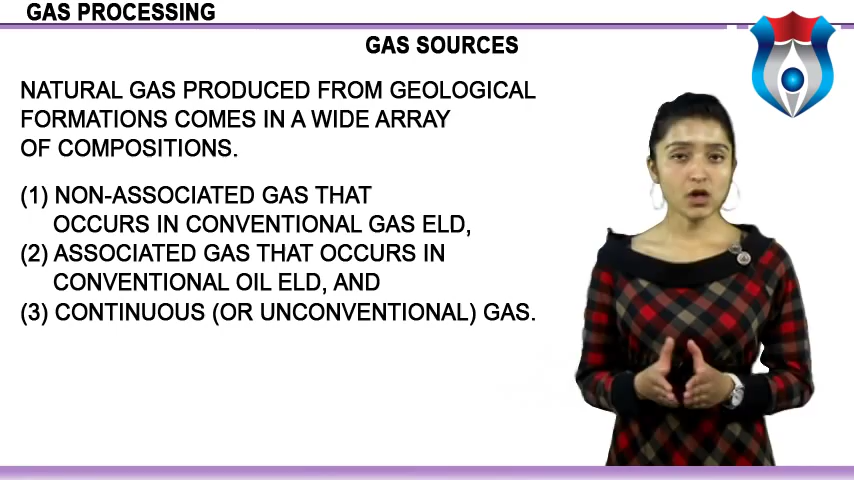 GAS PROCESSING
GAS SOURCES
NATURAL GAS PRODUCED FROM GEOLOGICAL
FORMATIONS COMES IN A WIDE ARRAY
OF COMPOSITIONS.
(1) NON-ASSOCIATED GAS THAT
OCCURS IN CONVENTIONAL GAS ELD,
(2) ASSOCIATED GAS THAT OCCURS IN
CONVENTIONAL OIL ELD, AND
(3) CONTINUOUS (OR UNCONVENTIONAL) GAS.